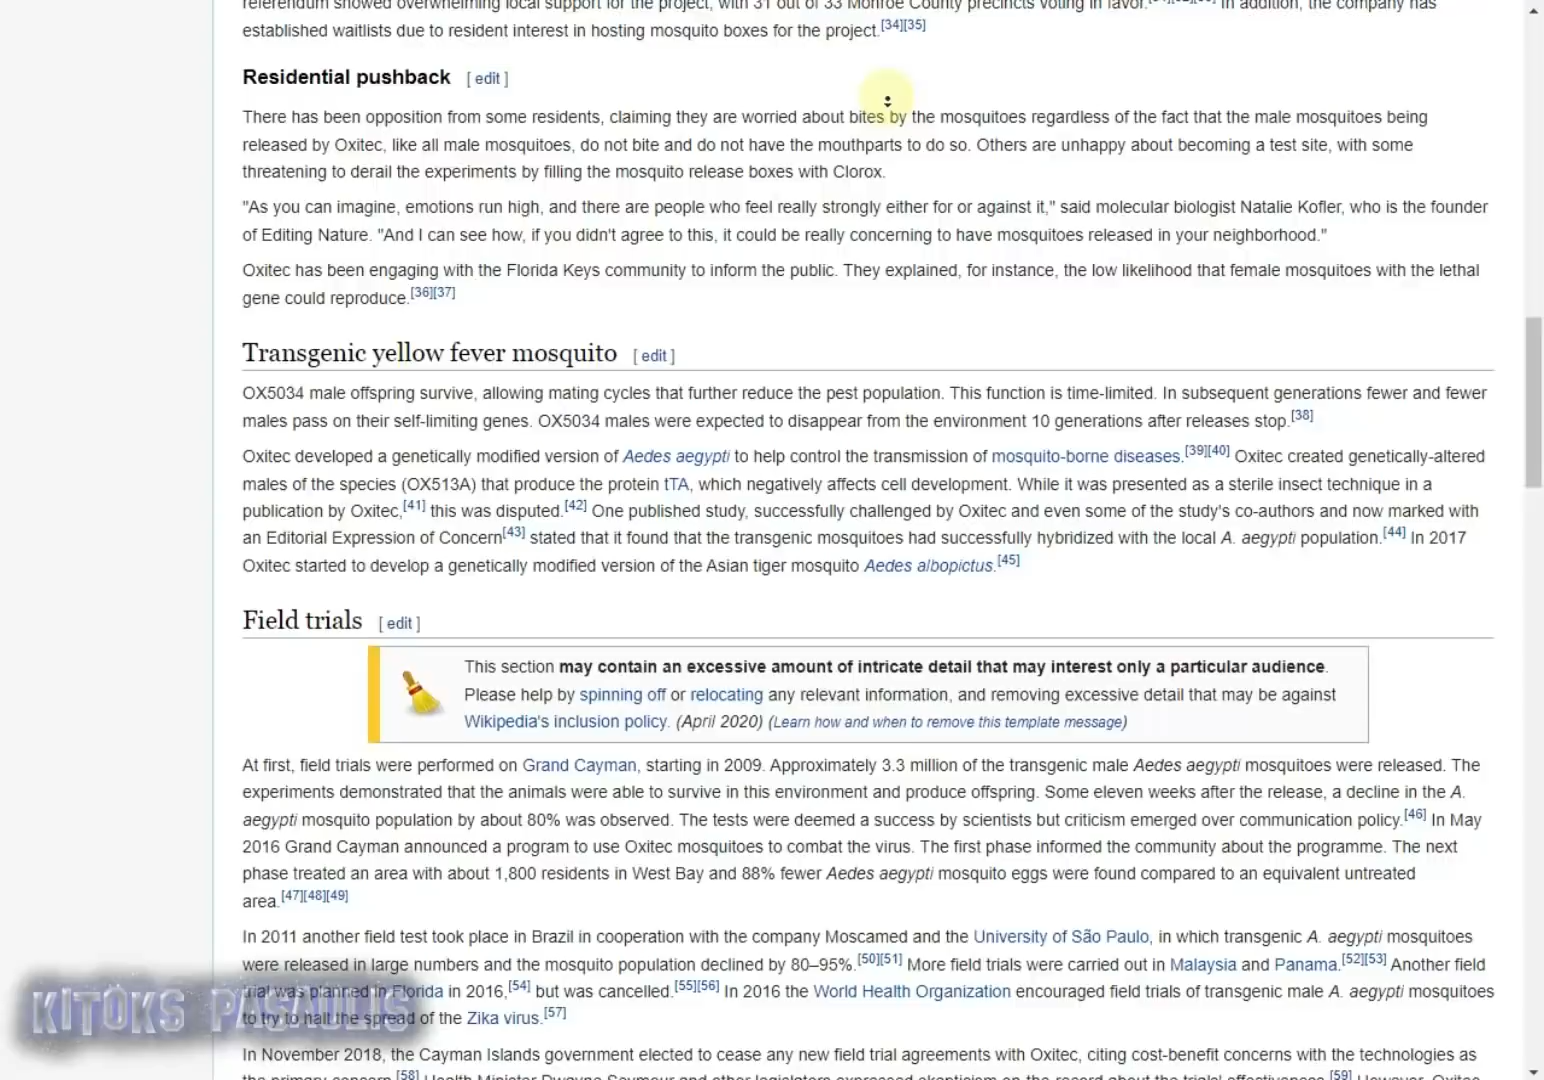 referendum showed overwhelming local support for the project, with 31 out of 33 Monroe County precincts voting in favor. In addition, the company has
established waitlists due to resident interest in hosting mosquito boxes for the project.[34][35]
Residential pushback [ edit ]
There has been opposition from some residents, claiming they are worried about bites by the mosquitoes regardless of the fact that the male mosquitoes being
released by Oxitec, like all male mosquitoes, do not bite and do not have the mouthparts to do so. Others are unhappy about becoming a test site, with some
threatening to derail the experiments by filling the mosquito release boxes with Clorox.
"As you can imagine, emotions run high, and there are people who feel really strongly either for or against it," said molecular biologist Natalie Kofler, who is the founder
of Editing Nature. "And I can see how, if you didn't agree to this, it could be really concerning to have mosquitoes released in your neighborhood."
Oxitec has been engaging with the Florida Keys community to inform the public. They explained, for instance, the low likelihood that female mosquitoes with the lethal
gene could reproduce.[36][37]
Transgenic yellow fever mosquito [ edit ]
OX5034 male offspring survive, allowing mating cycles that further reduce the pest population. This function is time-limited. In subsequent generations fewer and fewer
males pass on their self-limiting genes. OX5034 males were expected to disappear from the environment 10 generations after releases stop.[38]
Oxitec developed a genetically modified version of Aedes aegypti to help control the transmission of mosquito-borne diseases.[39][40] Oxitec created genetically-altered
males of the species (OX513A) that produce the protein tTA, which negatively affects cell development. While it was presented as a sterile insect technique in a
publication by Oxitec,[41] this was disputed.[42] One published study, successfully challenged by Oxitec and even some of the study's co-authors and now marked with
an Editorial Expression of Concern[43] stated that it found that the transgenic mosquitoes had successfully hybridized with the local A. aegypti population.[44] In 2017
Oxitec started to develop a genetically modified version of the Asian tiger mosquito Aedes albopictus.[45]
Field trials [ edit ]
This section may contain an excessive amount of intricate detail that may interest only a particular audience.
Please help by spinning off or relocating any relevant information, and removing excessive detail that may be against
Wikipedia's inclusion policy. (April 2020) (Learn how and when to remove this template message)
At first, field trials were performed on Grand Cayman, starting in 2009. Approximately 3.3 million of the transgenic male Aedes aegypti mosquitoes were released. The
experiments demonstrated that the animals were able to survive in this environment and produce offspring. Some eleven weeks after the release, a decline in the A.
aegypti mosquito population by about 80% was observed. The tests were deemed a success by scientists but criticism emerged over communication policy.[46] In May
2016 Grand Cayman announced a program to use Oxitec mosquitoes to combat the virus. The first phase informed the community about the programme. The next
phase treated an area with about 1,800 residents in West Bay and 88% fewer Aedes aegypti mosquito eggs were found compared to an equivalent untreated
area.[47][48][49]
In 2011 another field test took place in Brazil in cooperation with the company Moscamed and the University of São Paulo, in which transgenic A. aegypti mosquitoes
were released in large numbers and the mosquito population declined by 80–95%.[50][51] More field trials were carried out in Malaysia and Panama.[52][53] Another field
trial was planned in Florida in 2016,[54] but was cancelled.[55][56] In 2016 the World Health Organization encouraged field trials of transgenic male A. aegypti mosquitoes
to try to halt the spread of the Zika virus.[57]
KITOKS PASAULIS
In November 2018, the Cayman Islands government elected to cease any new field trial agreements with Oxitec, citing cost-benefit concerns with the technologies as
the primary concern.[58] Health Minister Dwayne Seymour and other legislators expressed skepticism on the record about the trials' effectiveness.[59] However, Oxitec